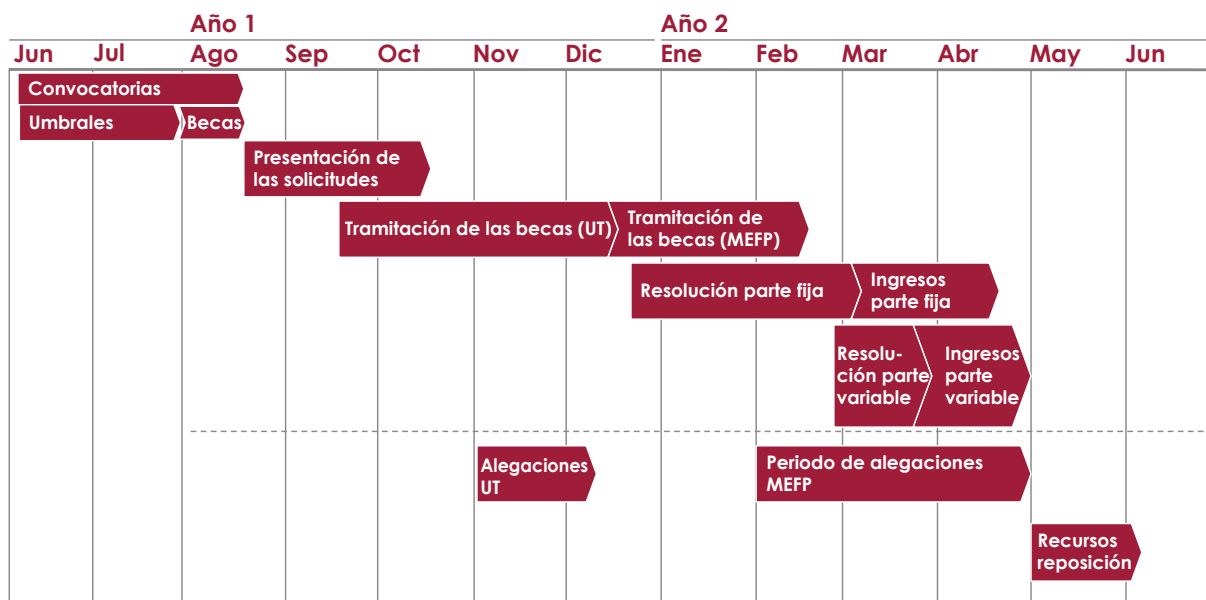 Año 1
Año 2
Jun
Jul
Ago
Sep
Oct
Nov
Dic
Ene
Feb
Mar
Abr
May
Jun
Convocatorias
Umbrales
Becas
Presentación de
las solicitudes
Tramitación de las becas (UT)
Tramitación de
las becas (MEFP)
Resolución parte fija
Ingresos
parte fija
Resolu-
ción parte
variable
Ingresos
parte
variable
Alegaciones
UT
Periodo de alegaciones
MEFP
Recursos
reposición